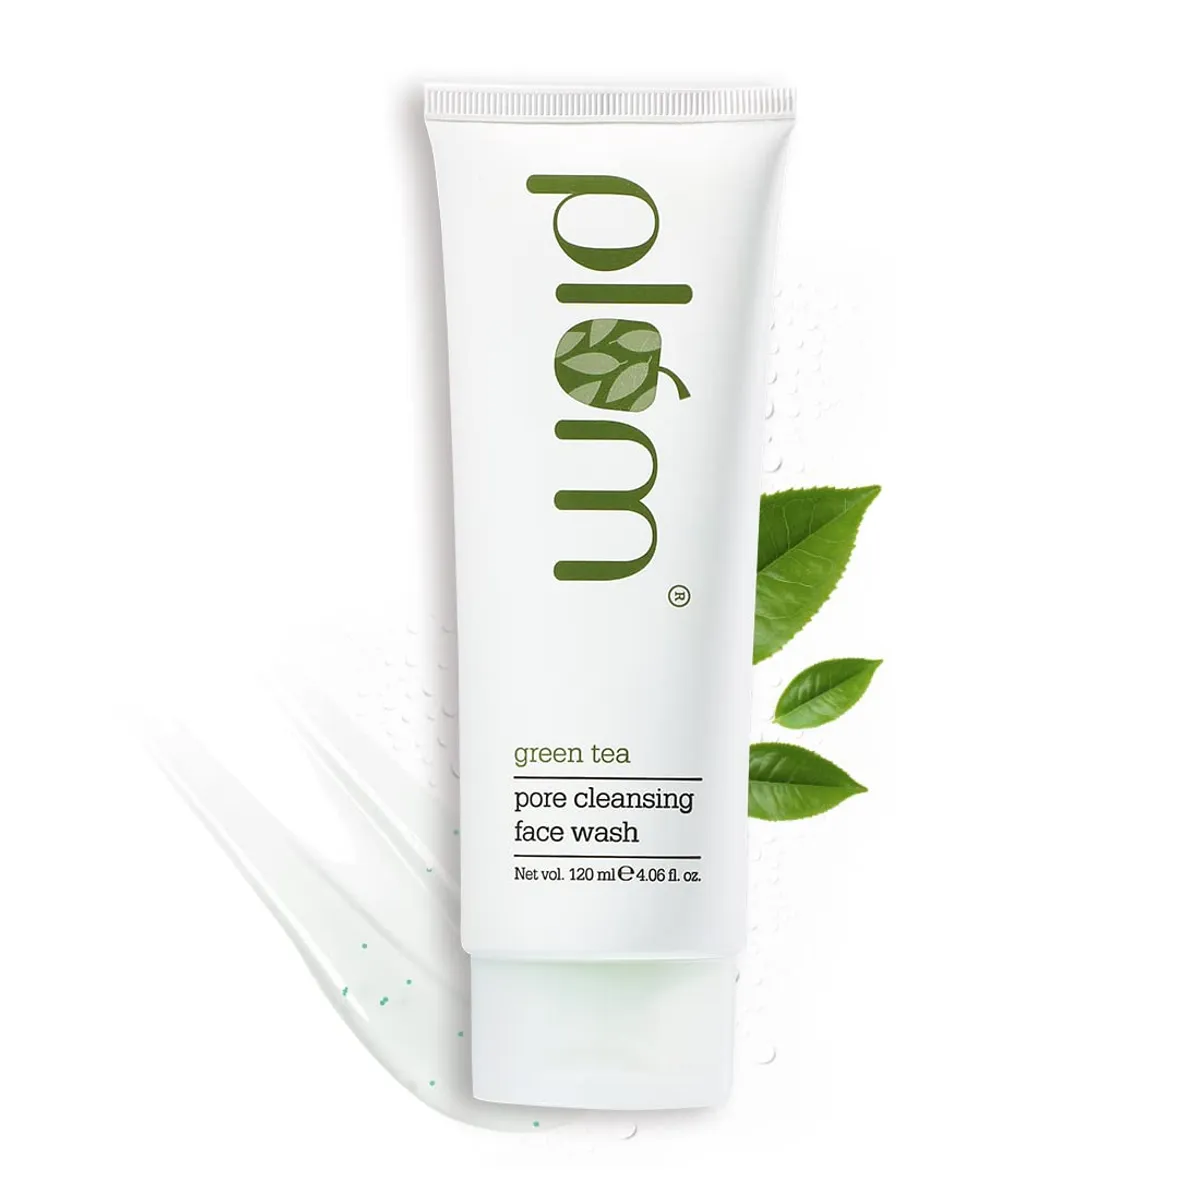 plum
®
green tea
pore cleansing
face wash
Net vol. 120 ml ℮ 4.06 fl. oz.